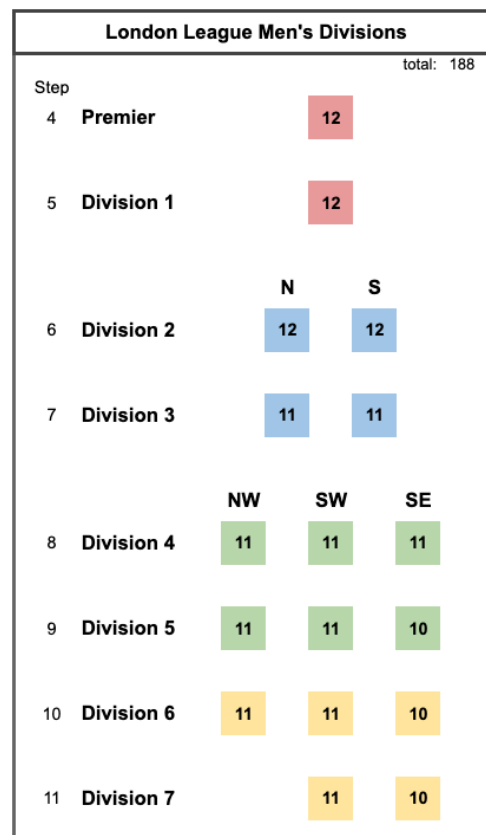 London League Men's Divisions
total: 188
Step
4 Premier 12
5 Division 1 12
N S
6 Division 2 12 12
7 Division 3 11 11
NW SW SE
8 Division 4 11 11 11
9 Division 5 11 11 10
10 Division 6 11 11 10
11 Division 7 11 10